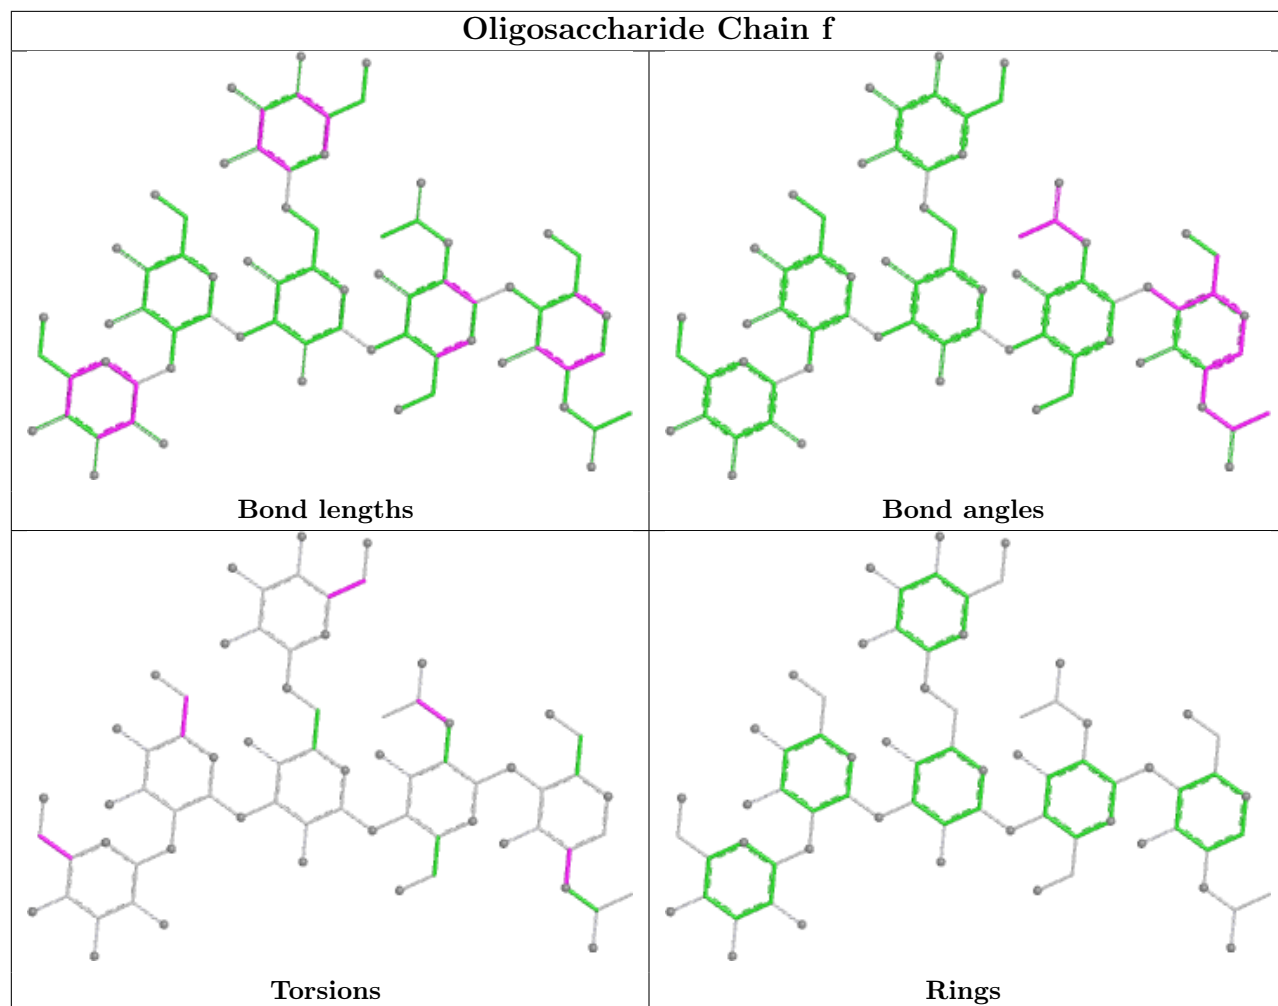 Oligosaccharide Chain f
Bond lengths
Bond angles
Torsions
Rings